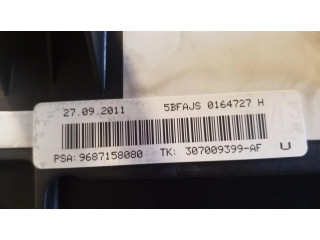 27.09.2011 5BFAJS 0164727 H
PSA: 9687158080 TK: 307009399-AF U